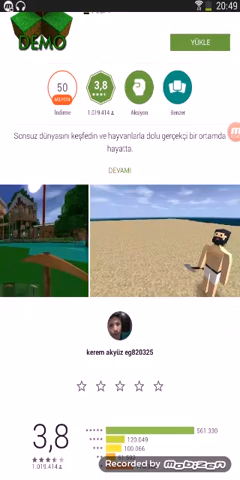 20:49
DEMO
YÜKLE
50
MİLYON
3,8
İndirme
1.019.414
Aksiyon
Benzer
Sonsuz dünyasını keşfedin ve hayvanlarla dolu gerçekçi bir ortamda
hayatta.
DEVAMI
kerem akyüz eg820325
3,8
1.019.414
561.330
120.049
100.066
Recorded by mobizen